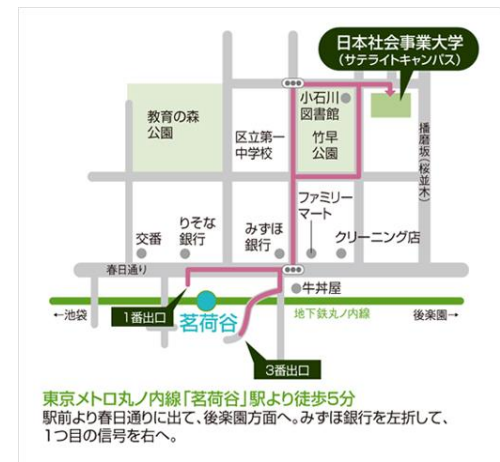 日本社会事業大学
(サテライトキャンパス)
小石川
図書館
教育の森
公園
区立第一
中学校
竹早
公園
播磨坂(桜並木)
ファミリー
マート
りそな
銀行
みずほ
銀行
交番
クリーニング店
春日通り
牛丼屋
1番出口
茗荷谷
地下鉄丸ノ内線
←池袋
後楽園→
3番出口
東京メトロ丸ノ内線「茗荷谷」駅より徒歩5分
駅前より春日通りに出て、後楽園方面へ。みずほ銀行を左折して、
1つ目の信号を右へ。